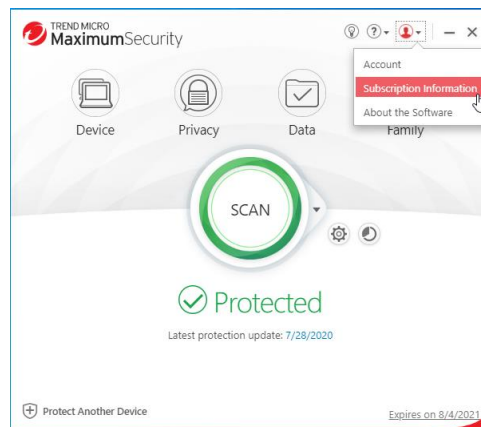 TREND MICRO
MaximumSecurity
?
Account
Subscription Information
About the Software
Device
Privacy
Data
Family
SCAN
Protected
Latest protection update: 7/28/2020
Protect Another Device
Expires on 8/4/2021